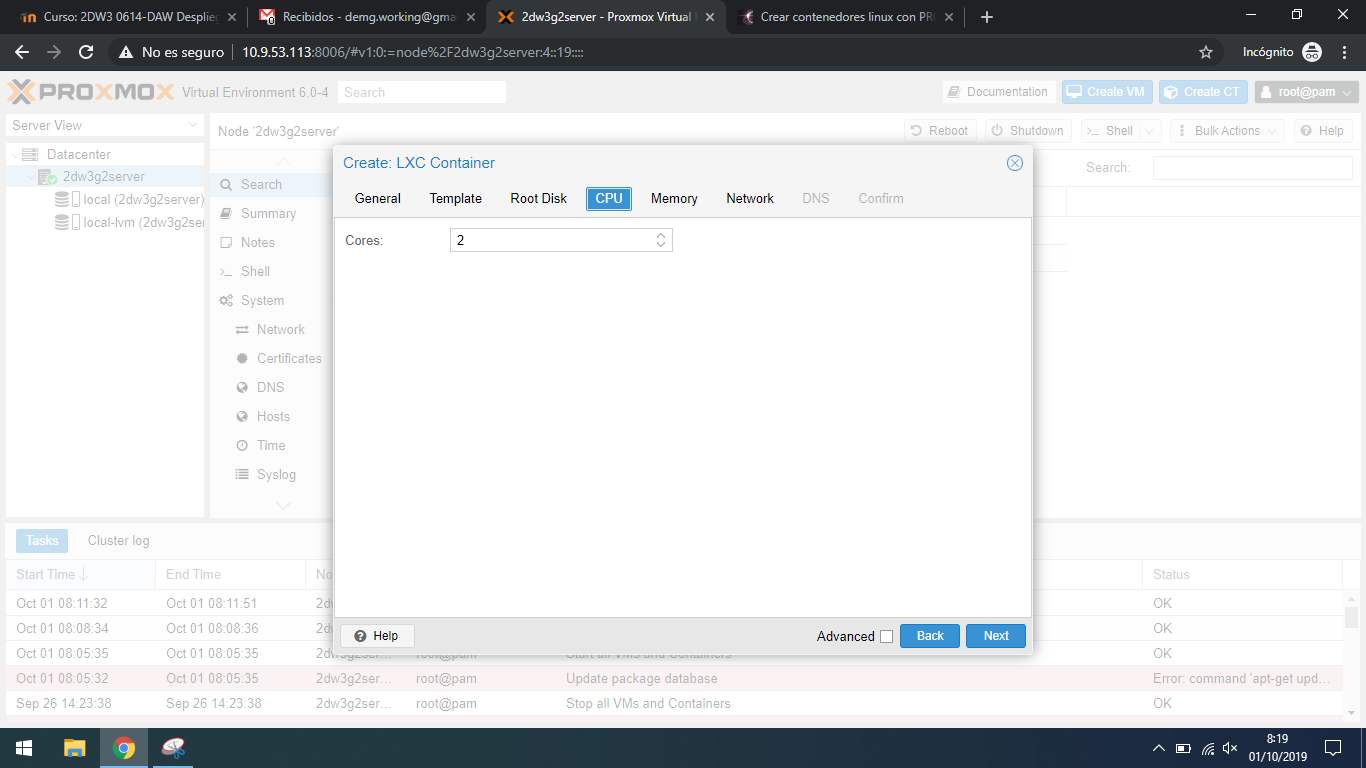 Curso: 2DW3 0614-DAW Desplie
Recibidos - demg.working@gma
2dw3g2server - Proxmox Virtual
Crear contenedores linux con PR
No es seguro
10.9.53.113:8006/#v1:0:=node%2F2dw3g2server:4::19::::
Incógnito
PROXMOX Virtual Environment 6.0-4
Search
Documentation
Create VM
Create CT
root@pam
Server View
Node '2dw3g2server'
Reboot
Shutdown
Shell
Bulk Actions
Help
Datacenter
2dw3g2server
local (2dw3g2server)
local-lvm (2dw3g2ser
Search
Summary
Notes
Shell
System
Network
Certificates
DNS
Hosts
Time
Syslog
Search:
Create: LXC Container
General Template Root Disk CPU Memory Network DNS Confirm
Cores: 2
Help
Advanced
Back
Next
Tasks
Cluster log
Start Time End Time No Status
Oct 01 08:11:32 Oct 01 08:11:51 2d OK
Oct 01 08:08:34 Oct 01 08:08:36 2d OK
Oct 01 08:05:35 Oct 01 08:05:35 2dw3g2ser... root@pam Start all VMs and Containers OK
Oct 01 08:05:32 Oct 01 08:05:35 2dw3g2ser... root@pam Update package database Error: command 'apt-get upd...
Sep 26 14:23:38 Sep 26 14:23:38 2dw3g2ser... root@pam Stop all VMs and Containers OK
8:19
01/10/2019